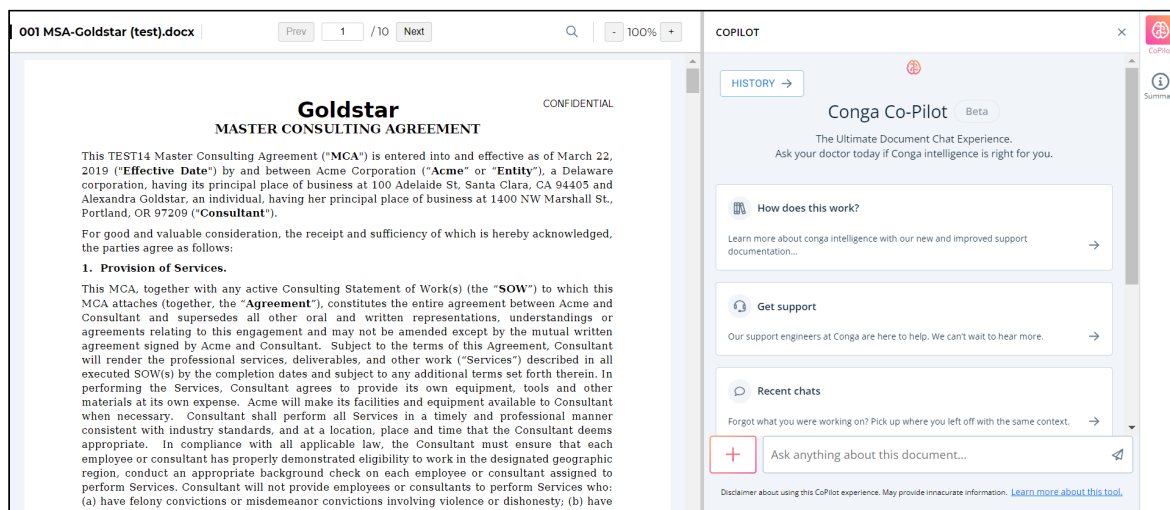 001 MSA-Goldstar (test).docx
Prev 1 / 10 Next
- 100% +
CONFIDENTIAL
Goldstar
MASTER CONSULTING AGREEMENT
This TEST14 Master Consulting Agreement ("MCA") is entered into and effective as of March 22,
2019 ("Effective Date") by and between Acme Corporation ("Acme" or "Entity"), a Delaware
corporation, having its principal place of business at 100 Adelaide St, Santa Clara, CA 94405 and
Alexandra Goldstar, an individual, having her principal place of business at 1400 NW Marshall St.,
Portland, OR 97209 ("Consultant").
For good and valuable consideration, the receipt and sufficiency of which is hereby acknowledged,
the parties agree as follows:
1. Provision of Services.
This MCA, together with any active Consulting Statement of Work(s) (the “SOW”) to which this
MCA attaches (together, the “Agreement”), constitutes the entire agreement between Acme and
Consultant and supersedes all other oral and written representations, understandings or
agreements relating to this engagement and may not be amended except by the mutual written
agreement signed by Acme and Consultant. Subject to the terms of this Agreement, Consultant
will render the professional services, deliverables, and other work (“Services”) described in all
executed SOW(s) by the completion dates and subject to any additional terms set forth therein. In
performing the Services, Consultant agrees to provide its own equipment, tools and other
materials at its own expense. Acme will make its facilities and equipment available to Consultant
when necessary. Consultant shall perform all Services in a timely and professional manner
consistent with industry standards, and at a location, place and time that the Consultant deems
appropriate. In compliance with all applicable law, the Consultant must ensure that each
employee or consultant has properly demonstrated eligibility to work in the designated geographic
region, conduct an appropriate background check on each employee or consultant assigned to
perform Services. Consultant will not provide employees or consultants to perform Services who:
(a) have felony convictions or misdemeanor convictions involving violence or dishonesty; (b) have
COPILOT
HISTORY
Conga Co-Pilot Beta
The Ultimate Document Chat Experience.
Ask your doctor today if Conga intelligence is right for you.
How does this work?
Learn more about conga intelligence with our new and improved support
documentation...
Get support
Our support engineers at Conga are here to help. We can't wait to hear more.
Recent chats
Forgot what you were working on? Pick up where you left off with the same context.
Ask anything about this document...
Disclaimer about using this CoPilot experience. May provide innacurate information. Learn more about this tool.
CoPilo
Summa